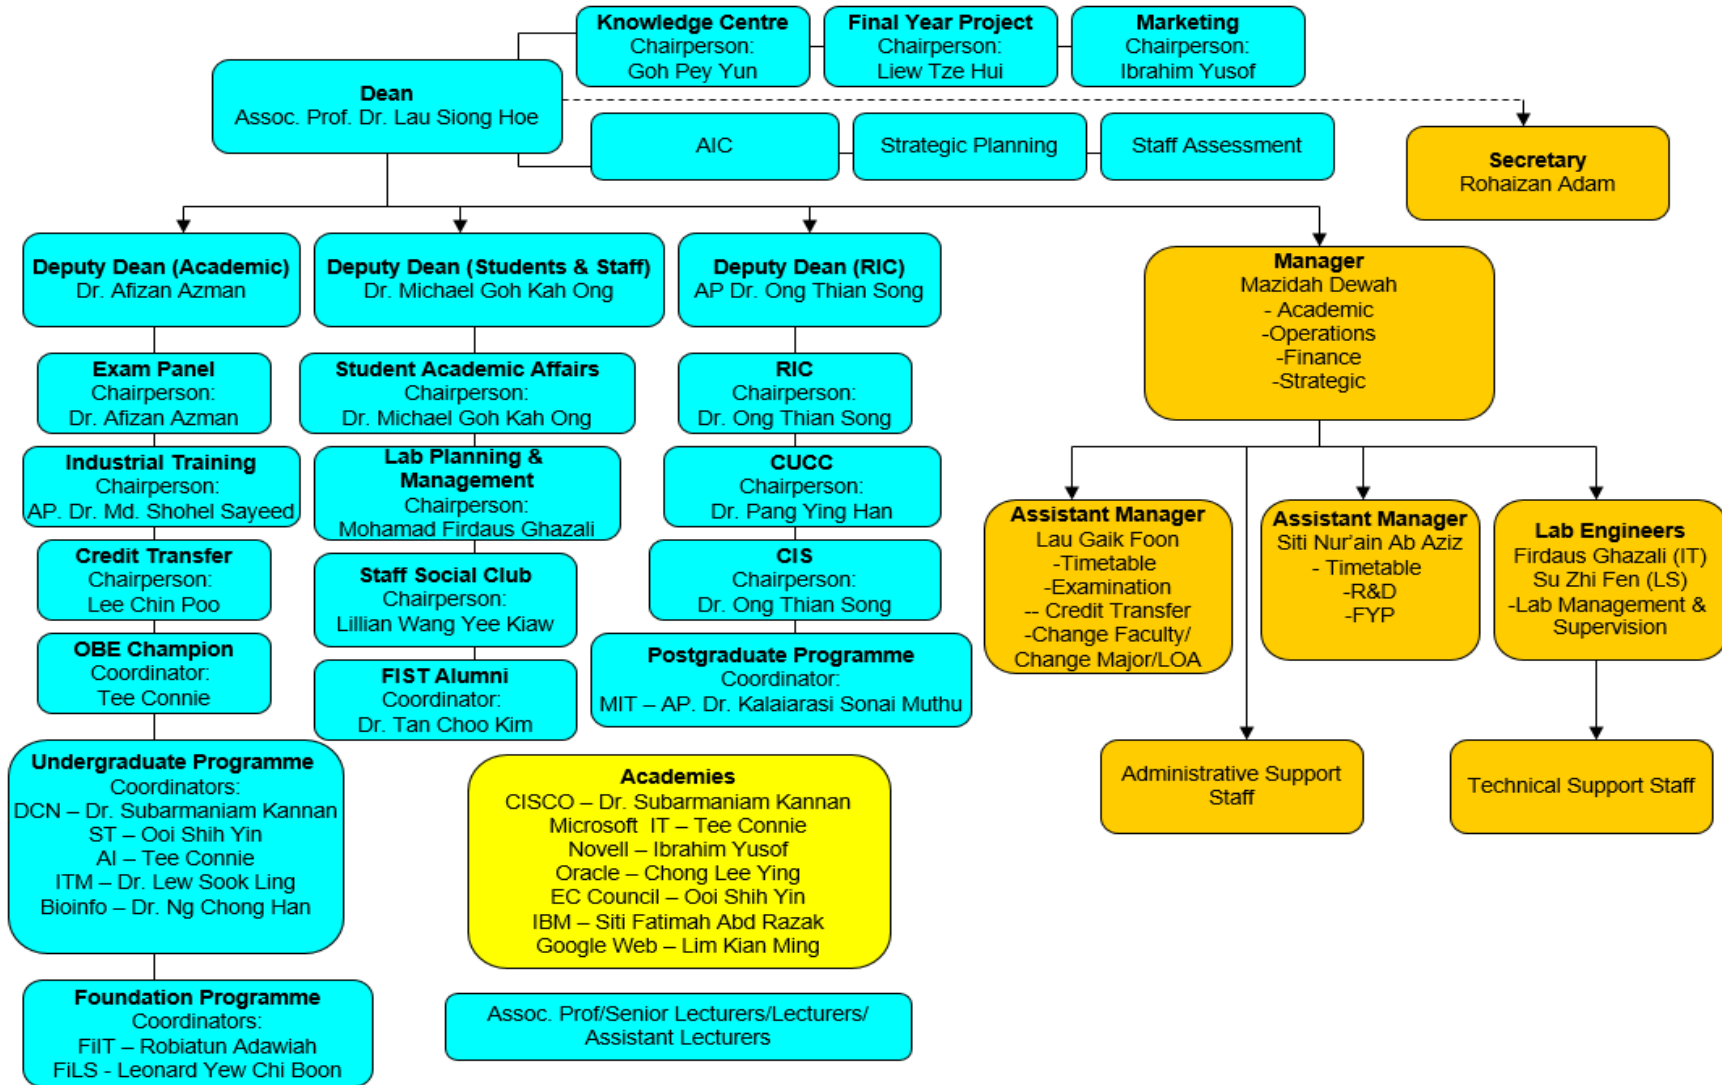 Knowledge Centre
Chairperson:
Goh Pey Yun
Final Year Project
Chairperson:
Liew Tze Hui
Marketing
Chairperson:
Ibrahim Yusof
Dean
Assoc. Prof. Dr. Lau Siong Hoe
AIC
Strategic Planning
Staff Assessment
Secretary
Rohaizan Adam
Deputy Dean (Academic)
Dr. Afizan Azman
Deputy Dean (Students & Staff)
Dr. Michael Goh Kah Ong
Deputy Dean (RIC)
AP Dr. Ong Thian Song
Manager
Mazidah Dewah
- Academic
-Operations
-Finance
-Strategic
Exam Panel
Chairperson:
Dr. Afizan Azman
Industrial Training
Chairperson:
AP. Dr. Md. Shohel Sayeed
Credit Transfer
Chairperson:
Lee Chin Poo
OBE Champion
Coordinator:
Tee Connie
Undergraduate Programme
Coordinators:
DCN – Dr. Subarmaniam Kannan
ST – Ooi Shih Yin
AI – Tee Connie
ITM – Dr. Lew Sook Ling
Bioinfo – Dr. Ng Chong Han
Foundation Programme
Coordinators:
FiIT – Robiatun Adawiah
FiLS - Leonard Yew Chi Boon
Student Academic Affairs
Chairperson:
Dr. Michael Goh Kah Ong
Lab Planning &
Management
Chairperson:
Mohamad Firdaus Ghazali
Staff Social Club
Chairperson:
Lillian Wang Yee Kiaw
FIST Alumni
Coordinator:
Dr. Tan Choo Kim
RIC
Chairperson:
Dr. Ong Thian Song
CUCC
Chairperson:
Dr. Pang Ying Han
CIS
Chairperson:
Dr. Ong Thian Song
Postgraduate Programme
Coordinator:
MIT – AP. Dr. Kalaiarasi Sonai Muthu
Academies
CISCO – Dr. Subarmaniam Kannan
Microsoft IT – Tee Connie
Novell – Ibrahim Yusof
Oracle – Chong Lee Ying
EC Council – Ooi Shih Yin
IBM – Siti Fatimah Abd Razak
Google Web – Lim Kian Ming
Assoc. Prof/Senior Lecturers/Lecturers/
Assistant Lecturers
Assistant Manager
Lau Gaik Foon
-Timetable
-Examination
-- Credit Transfer
-Change Faculty/
Change Major/LOA
Assistant Manager
Siti Nur'ain Ab Aziz
- Timetable
-R&D
-FYP
Lab Engineers
Firdaus Ghazali (IT)
Su Zhi Fen (LS)
-Lab Management &
Supervision
Administrative Support
Staff
Technical Support Staff